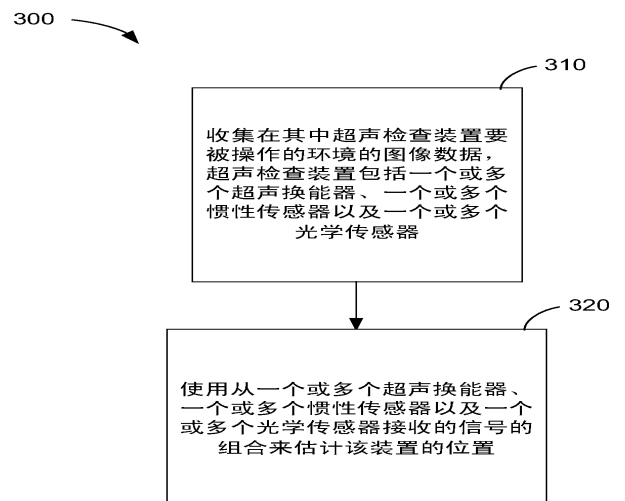 300
310
收集在其中超声检查装置要
被操作的环境的图像数据，
超声检查装置包括一个或多
个超声换能器、一个或多个
惯性传感器以及一个或多个
光学传感器
320
使用从一个或多个超声换能器、
一个或多个惯性传感器以及一个
或多个光学传感器接收的信号的
组合来估计该装置的位置